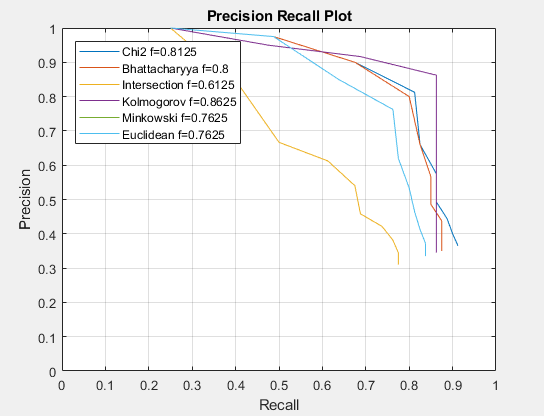 Precision Recall Plot
1
0.9
0.8
0.7
0.6
0.5
0.4
0.3
0.2
0.1
0
Precision
Chi2 f=0.8125
Bhattacharyya f=0.8
Intersection f=0.6125
Kolmogorov f=0.8625
Minkowski f=0.7625
Euclidean f=0.7625
0 0.1 0.2 0.3 0.4 0.5 0.6 0.7 0.8 0.9 1
Recall